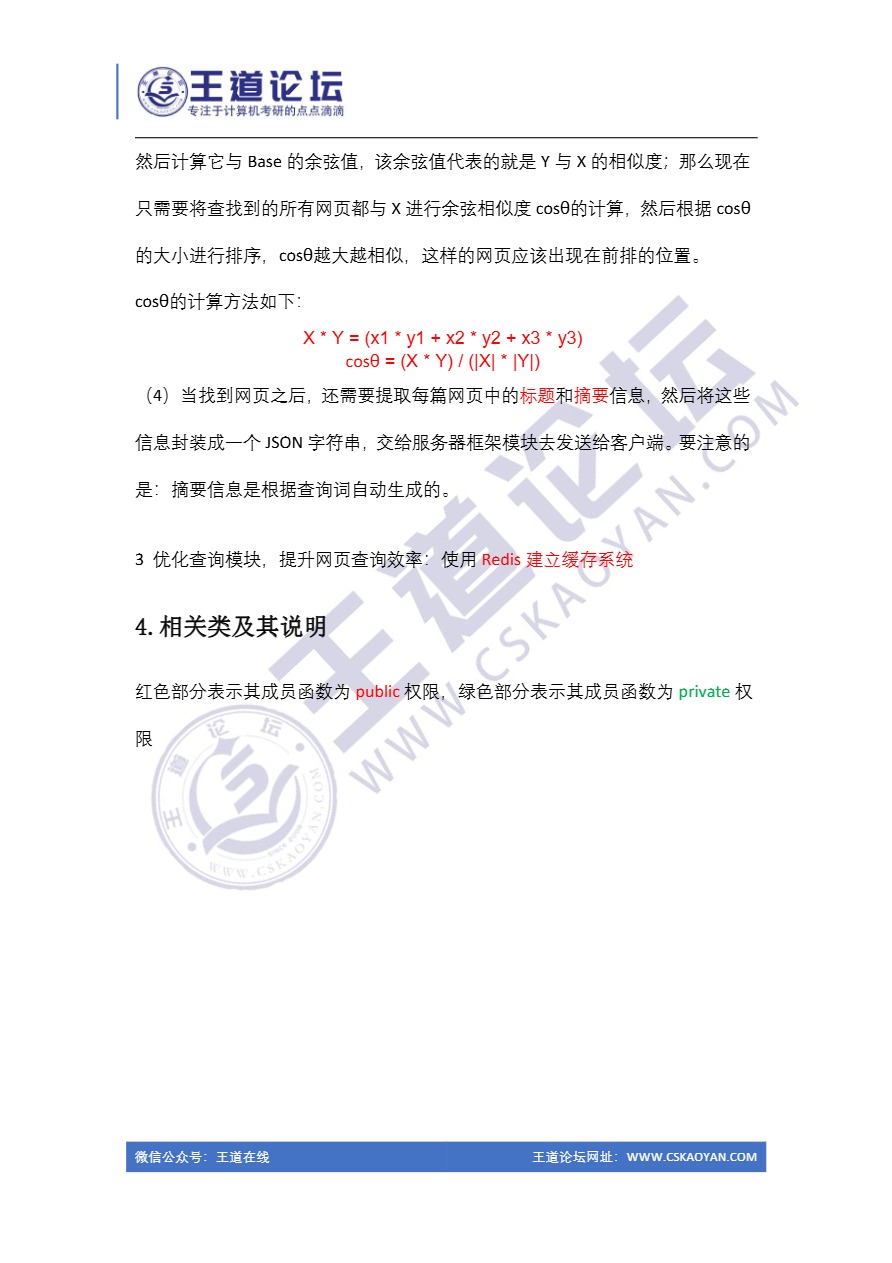 王道论坛
专注于计算机考研的点点滴滴
然后计算它与 Base 的余弦值，该余弦值代表的就是 Y 与 X 的相似度；那么现在
只需要将查找到的所有网页都与 X 进行余弦相似度 cosθ的计算，然后根据 cosθ
的大小进行排序，cosθ越大越相似，这样的网页应该出现在前排的位置。
cosθ的计算方法如下：
X * Y = (x1 * y1 + x2 * y2 + x3 * y3)
cosθ = (X * Y) / (|X| * |Y|)
（4）当找到网页之后，还需要提取每篇网页中的标题和摘要信息，然后将这些
信息封装成一个 JSON 字符串，交给服务器框架模块去发送给客户端。要注意的
是：摘要信息是根据查询词自动生成的。
3 优化查询模块，提升网页查询效率：使用 Redis 建立缓存系统
4. 相关类及其说明
红色部分表示其成员函数为 public 权限，绿色部分表示其成员函数为 private 权
限
王道论坛
WWW.CSKAOYAN.COM
王道论坛
SINCE 2008
WWW.CSKAOYAN.COM
微信公众号：王道在线
王道论坛网址：WWW.CSKAOYAN.COM